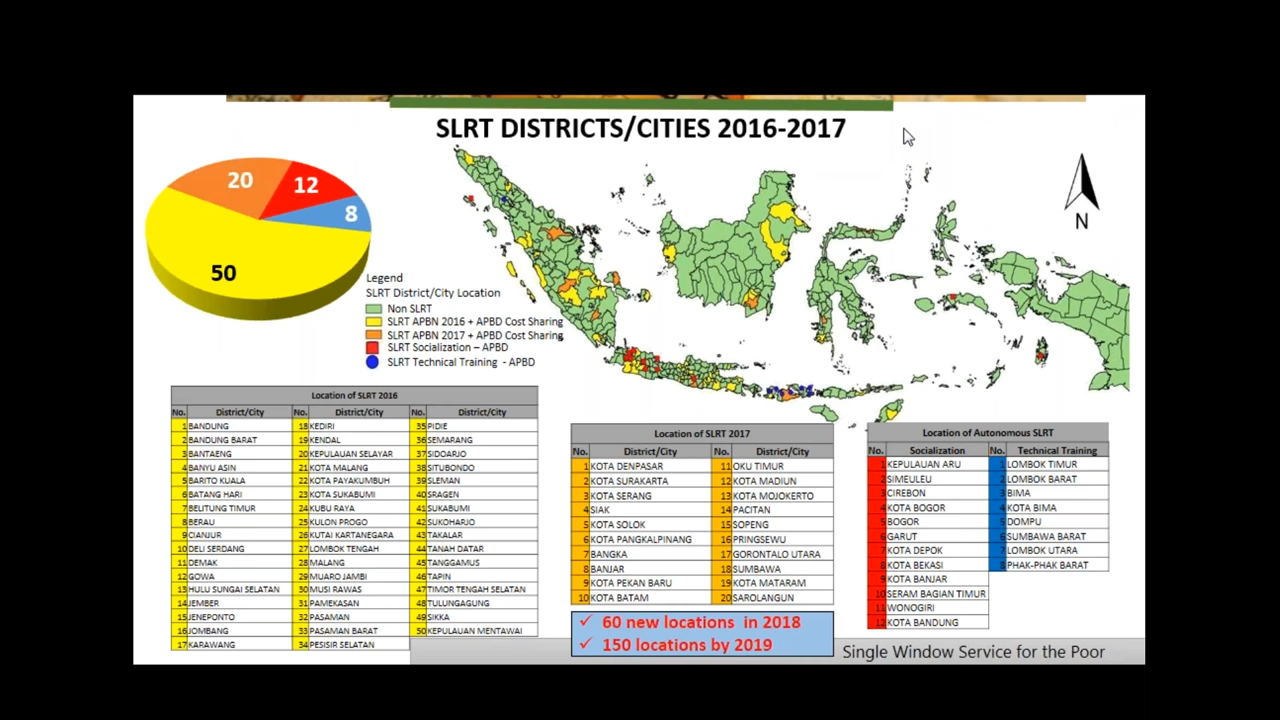 SLRT DISTRICTS/CITIES 2016-2017
20
12
8
50
N
Legend
SLRT District/City Location
Non SLRT
SLRT APBN 2016 + APBD Cost Sharing
SLRT APBN 2017 + APBD Cost Sharing
SLRT Socialization – APBD
SLRT Technical Training - APBD
Location of SLRT 2016
No. District/City No. District/City No. District/City
1 BANDUNG 18 KEDIRI 35 PIDIE
2 BANDUNG BARAT 19 KENDAL 36 SEMARANG
3 BANTAENG 20 KEPULAUAN SELAYAR 37 SIDOARJO
4 BANYU ASIN 21 KOTA MALANG 38 SITUBONDO
5 BARITO KUALA 22 KOTA PAYAKUMBUH 39 SLEMAN
6 BATANG HARI 23 KOTA SUKABUMI 40 SRAGEN
7 BELITUNG TIMUR 24 KUBU RAYA 41 SUKABUMI
8 BERAU 25 KULON PROGO 42 SUKOHARJO
9 CIANJUR 26 KUTAI KARTANEGARA 43 TAKALAR
10 DELI SERDANG 27 LOMBOK TENGAH 44 TANAH DATAR
11 DEMAK 28 MALANG 45 TANGGAMUS
12 GOWA 29 MUARO JAMBI 46 TAPIN
13 HULU SUNGAI SELATAN 30 MUSI RAWAS 47 TIMOR TENGAH SELATAN
14 JEMBER 31 PAMEKASAN 48 TULUNGAGUNG
15 JENEPONTO 32 PASAMAN 49 SIKKA
16 JOMBANG 33 PASAMAN BARAT 50 KEPULAUAN MENTAWAI
17 KARAWANG 34 PESISIR SELATAN
Location of SLRT 2017
No. District/City No. District/City
1 KOTA DENPASAR 11 OKU TIMUR
2 KOTA SURAKARTA 12 KOTA MADIUN
3 KOTA SERANG 13 KOTA MOJOKERTO
4 SIAK 14 PACITAN
5 KOTA SOLOK 15 SOPENG
6 KOTA PANGKALPINANG 16 PRINGSEWU
7 BANGKA 17 GORONTALO UTARA
8 BANJAR 18 SUMBAWA
9 KOTA PEKAN BARU 19 KOTA MATARAM
10 KOTA BATAM 20 SAROLANGUN
✓ 60 new locations in 2018
✓ 150 locations by 2019
Location of Autonomous SLRT
No. Socialization No. Technical Training
1 KEPULAUAN ARU 1 LOMBOK TIMUR
2 SIMEULEU 2 LOMBOK BARAT
3 CIREBON 3 BIMA
4 KOTA BOGOR 4 KOTA BIMA
5 BOGOR 5 DOMPU
6 GARUT 6 SUMBAWA BARAT
7 KOTA DEPOK 7 LOMBOK UTARA
8 KOTA BEKASI 8 PHAK-PHAK BARAT
9 KOTA BANJAR
10 SERAM BAGIAN TIMUR
11 WONOGIRI
12 KOTA BANDUNG
Single Window Service for the Poor